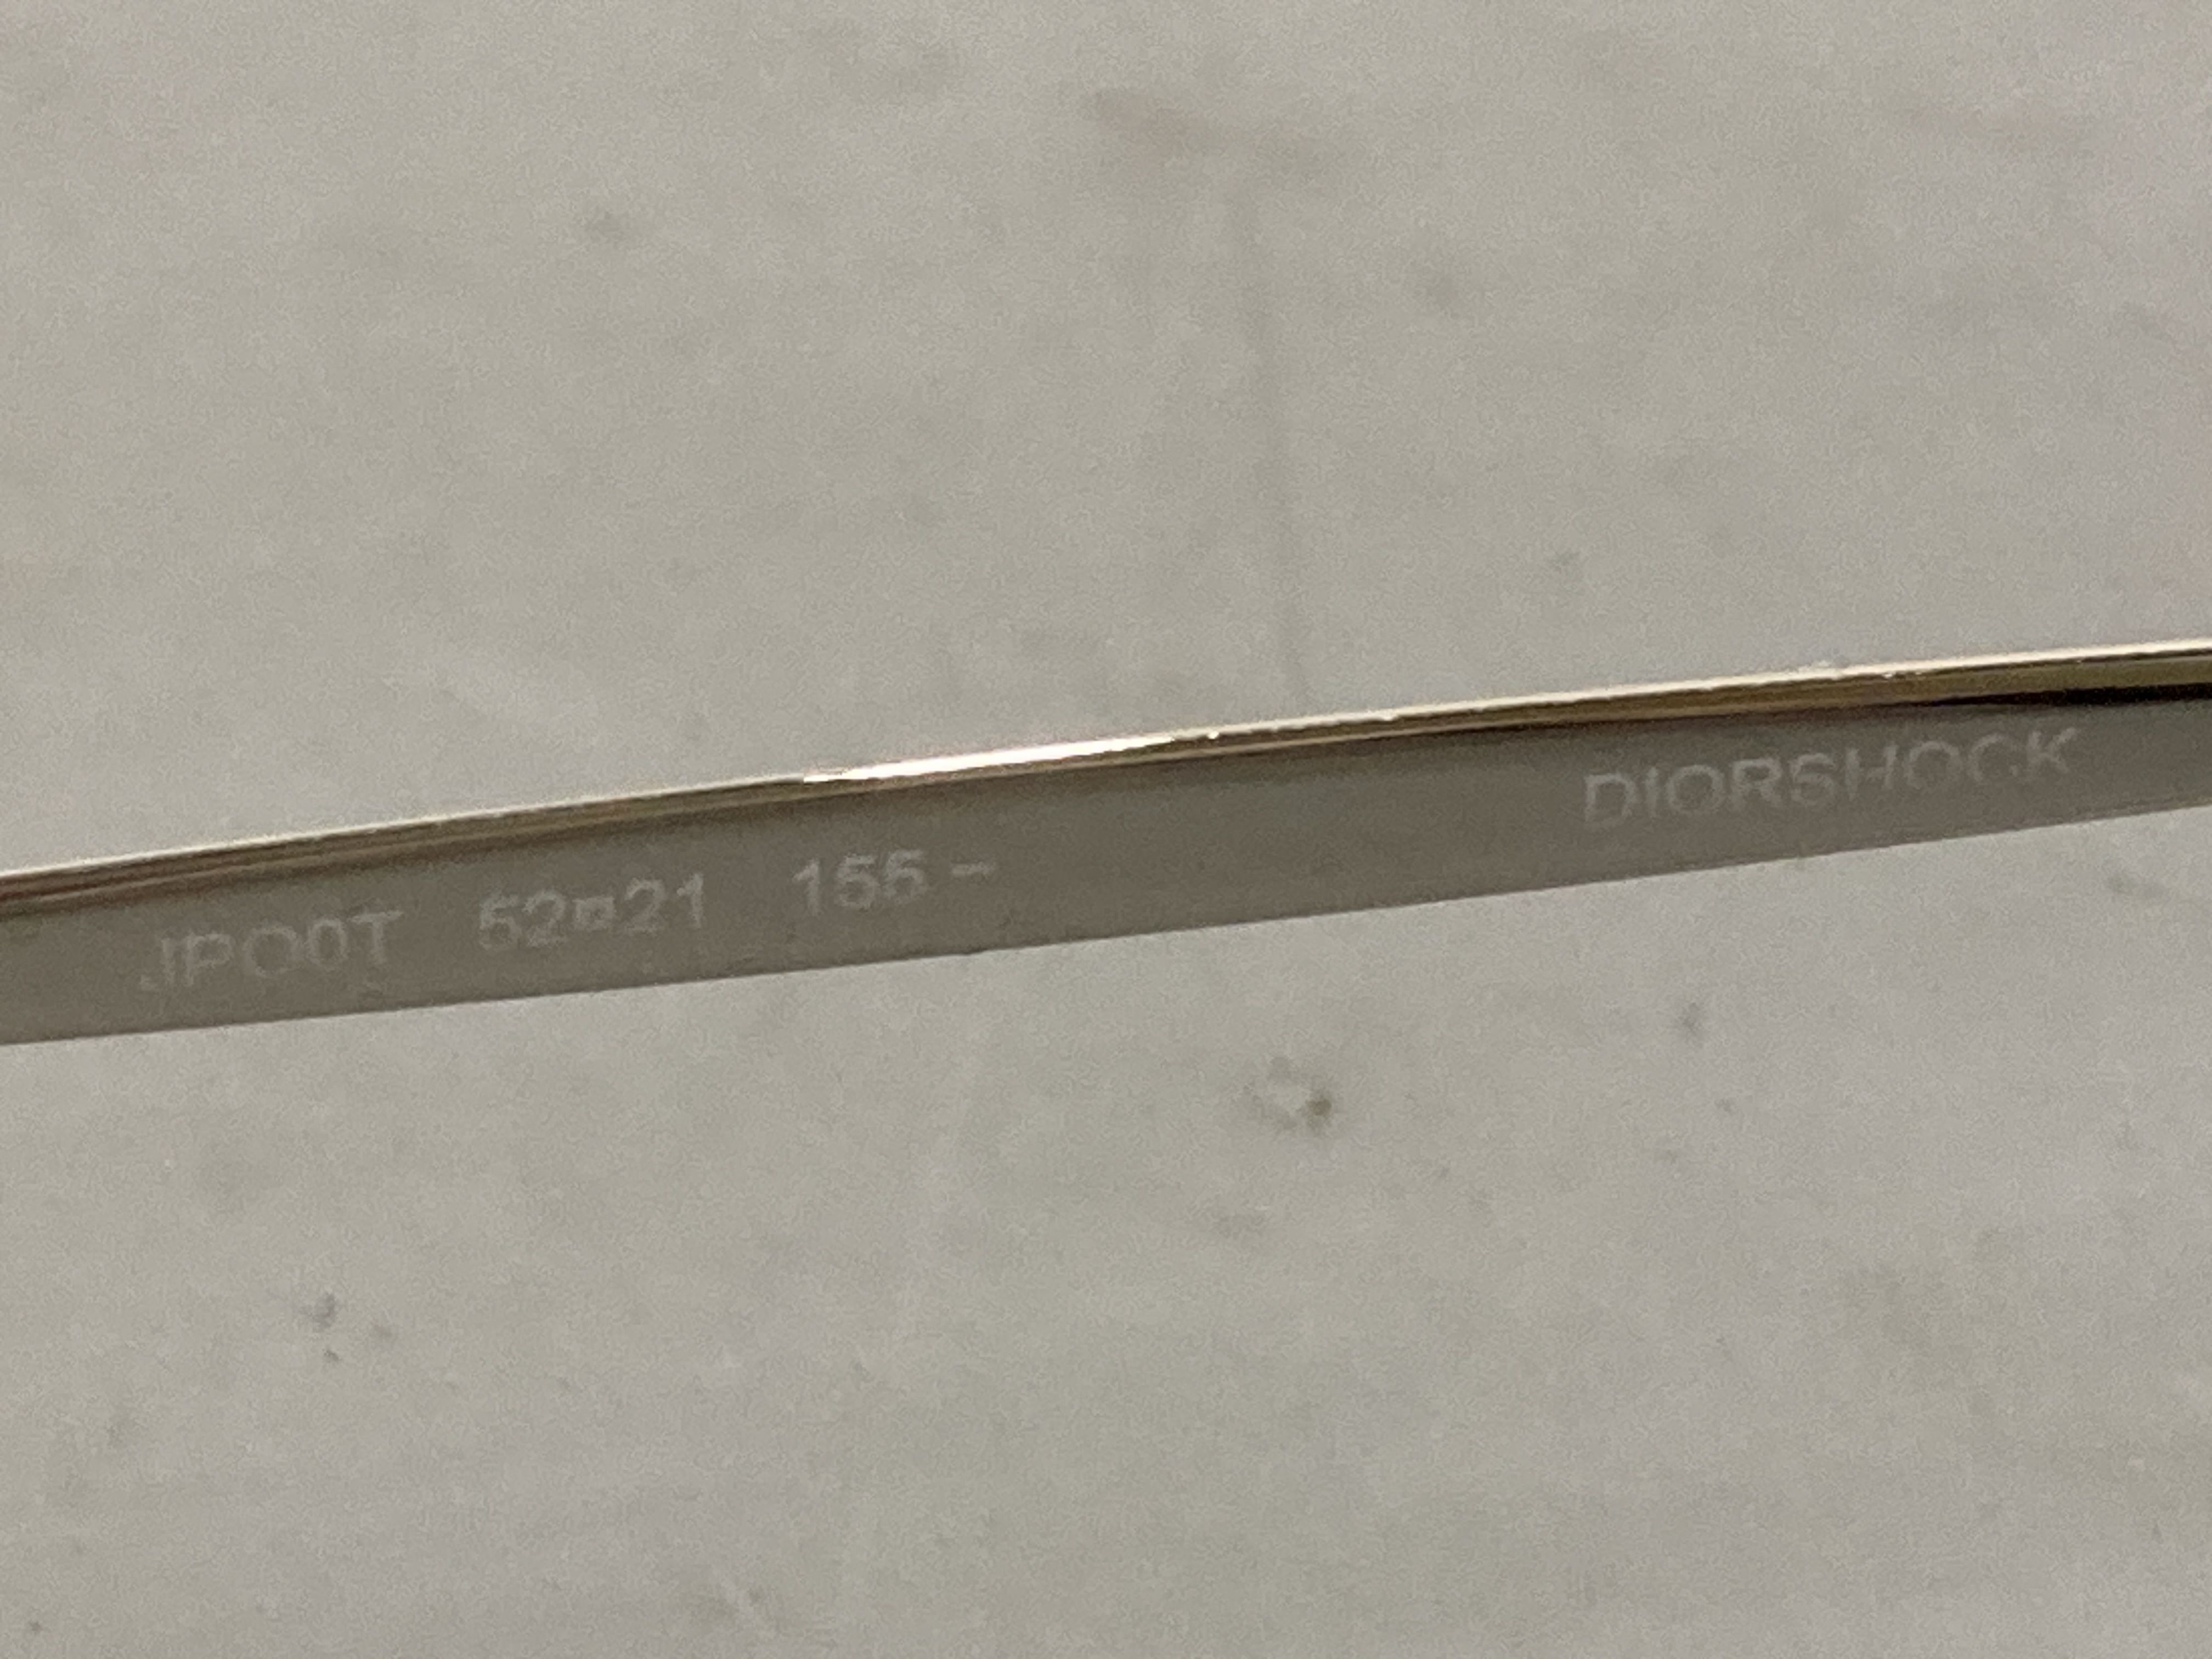 JPO0T 52¤21 155 – DIORSHOCK